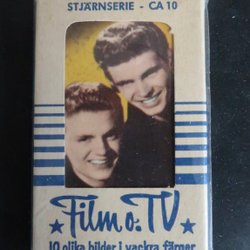 STJÄRNSERIE - CA 10
Film o. TV
10 olika bilder i vackra färger